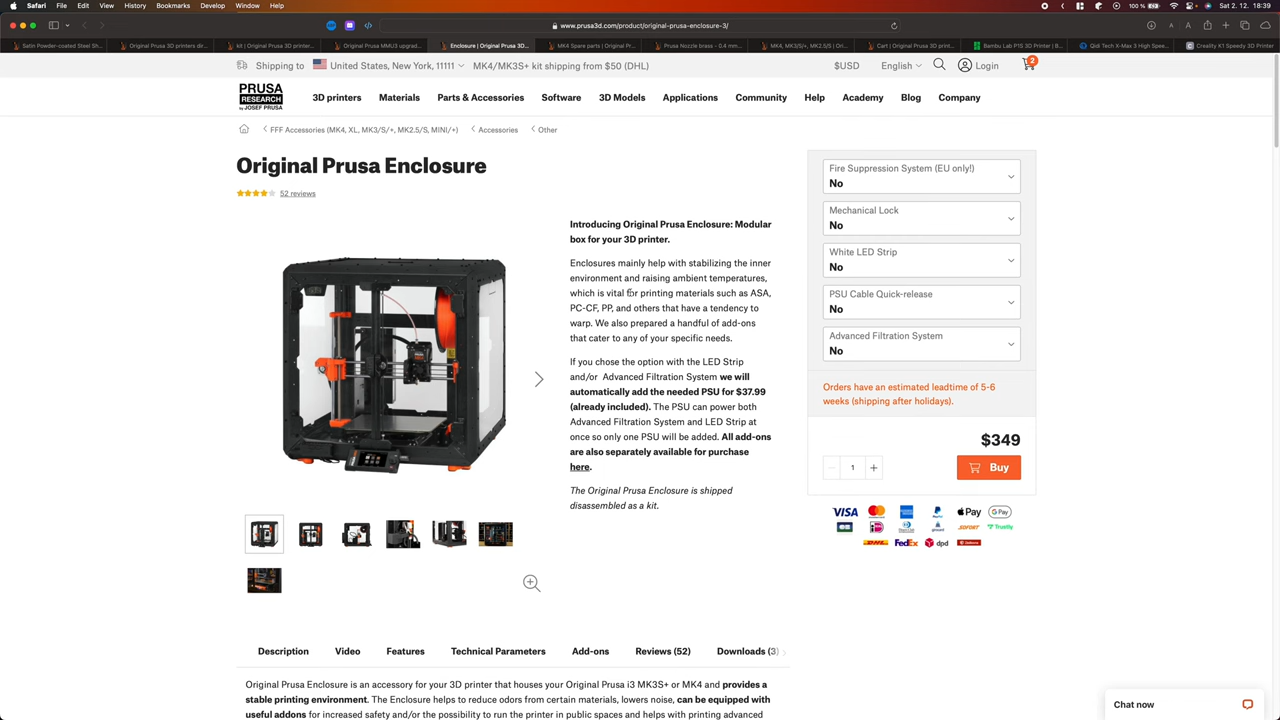 Safari File Edit View History Bookmarks Develop Window Help
100 % Sat 2. 12. 18:39
www.prusa3d.com/product/original-prusa-enclosure-3/
Satin Powder-coated Steel Sh... Original Prusa 3D printers dir... kit | Original Prusa 3D printer... Original Prusa MMU3 upgrad... Enclosure | Original Prusa 3D... MK4 Spare parts | Original Pr... Prusa Nozzle brass - 0.4 mm... MK4, MK3/S/+, MK2.5/S | Ori... Cart | Original Prusa 3D print... Bambu Lab P1S 3D Printer | B... Qidi Tech X-Max 3 High Spee... Creality K1 Speedy 3D Printer
Shipping to United States, New York, 11111 MK4/MK3S+ kit shipping from $50 (DHL) $USD English Login 2
PRUSA
RESEARCH
by JOSEF PRUSA
3D printers Materials Parts & Accessories Software 3D Models Applications Community Help Academy Blog Company
FFF Accessories (MK4, XL, MK3/S/+, MK2.5/S, MINI/+) Accessories Other
Original Prusa Enclosure
52 reviews
Introducing Original Prusa Enclosure: Modular
box for your 3D printer.
Enclosures mainly help with stabilizing the inner
environment and raising ambient temperatures,
which is vital for printing materials such as ASA,
PC-CF, PP, and others that have a tendency to
warp. We also prepared a handful of add-ons
that cater to any of your specific needs.
If you chose the option with the LED Strip
and/or Advanced Filtration System we will
automatically add the needed PSU for $37.99
(already included). The PSU can power both
Advanced Filtration System and LED Strip at
once so only one PSU will be added. All add-ons
are also separately available for purchase
here.
The Original Prusa Enclosure is shipped
disassembled as a kit.
Fire Suppression System (EU only!)
No
Mechanical Lock
No
White LED Strip
No
PSU Cable Quick-release
No
Advanced Filtration System
No
Orders have an estimated leadtime of 5-6
weeks (shipping after holidays).
$349
1 Buy
VISA Pay G Pay
iD Trustly
DHL FedEx dpd
Description Video Features Technical Parameters Add-ons Reviews (52) Downloads (3)
Original Prusa Enclosure is an accessory for your 3D printer that houses your Original Prusa i3 MK3S+ or MK4 and provides a
stable printing environment. The Enclosure helps to reduce odors from certain materials, lowers noise, can be equipped with
useful addons for increased safety and/or the possibility to run the printer in public spaces and helps with printing advanced
Chat now